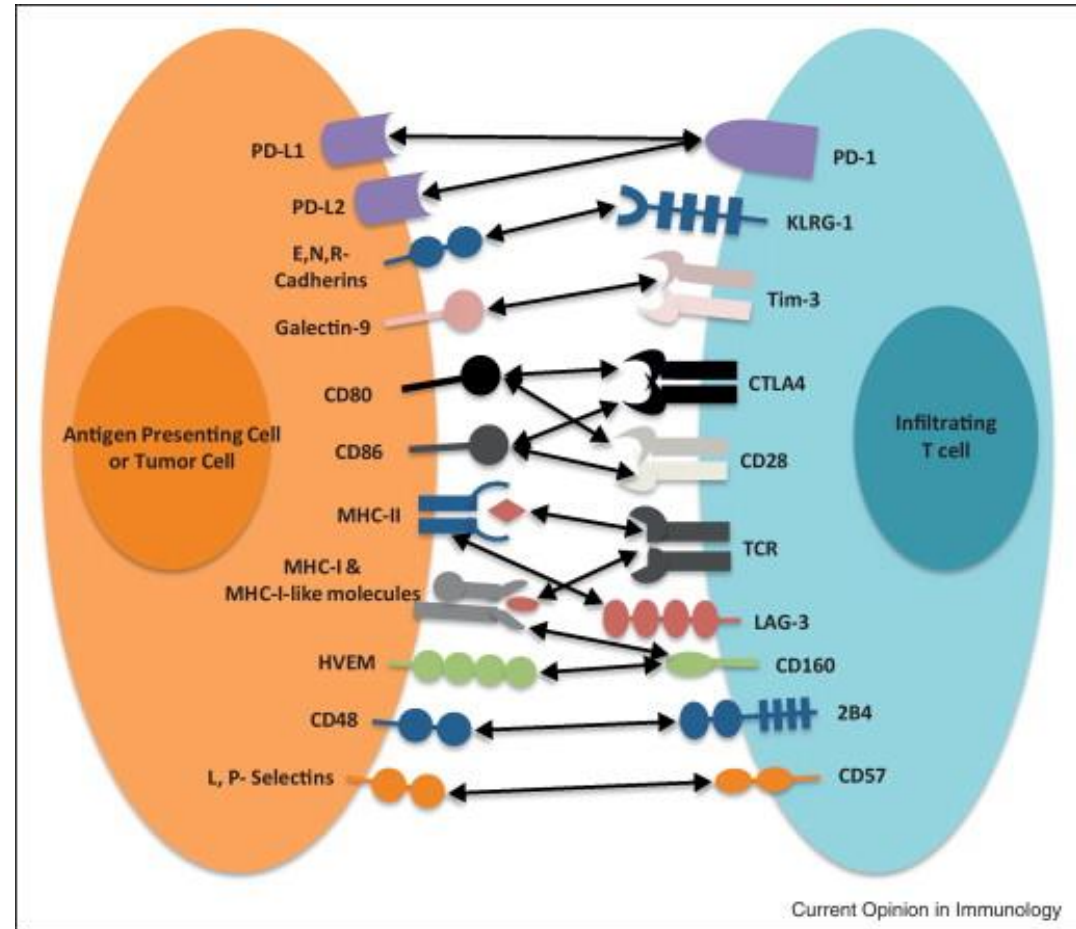 PD-L1
PD-1
PD-L2
KLRG-1
E,N,R-
Cadherins
Tim-3
Galectin-9
CD80
CTLA4
Antigen Presenting Cell
or Tumor Cell
Infiltrating
T cell
CD86
CD28
MHC-II
TCR
MHC-I &
MHC-I-like molecules
LAG-3
HVEM
CD160
CD48
2B4
L, P- Selectins
CD57
Current Opinion in Immunology